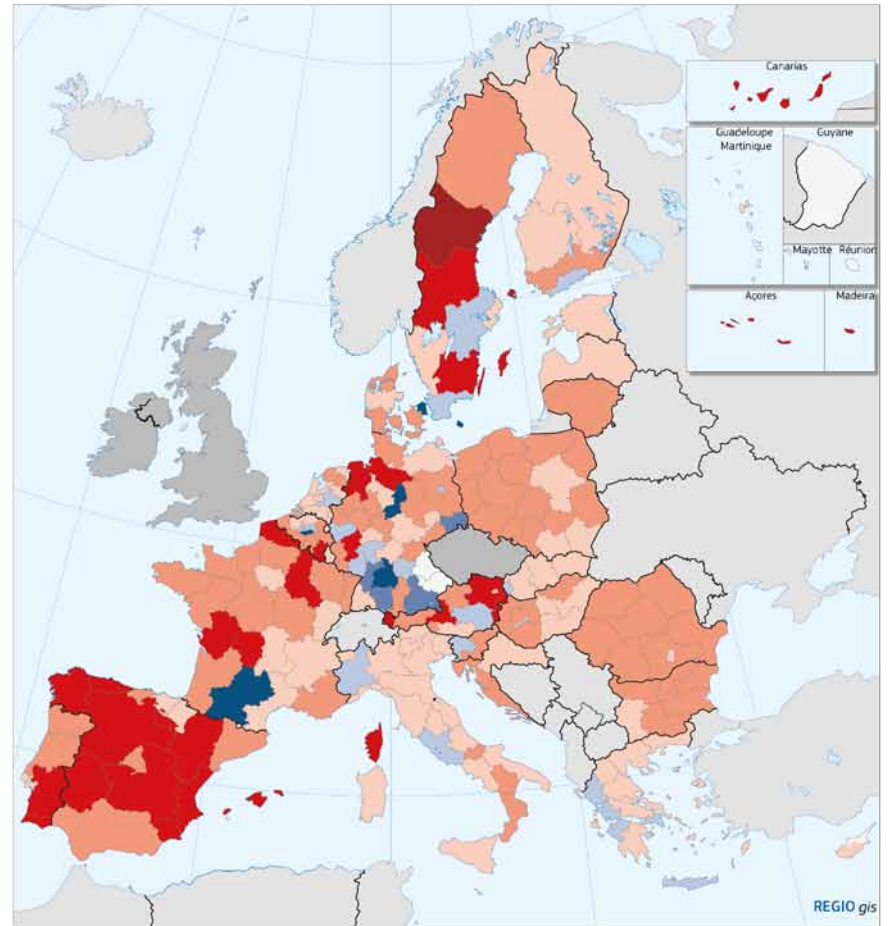 Canarias
Guadeloupe
Martinique
Guyane
Mayotte
Réunion
Açores
Madeira
REGIO gis